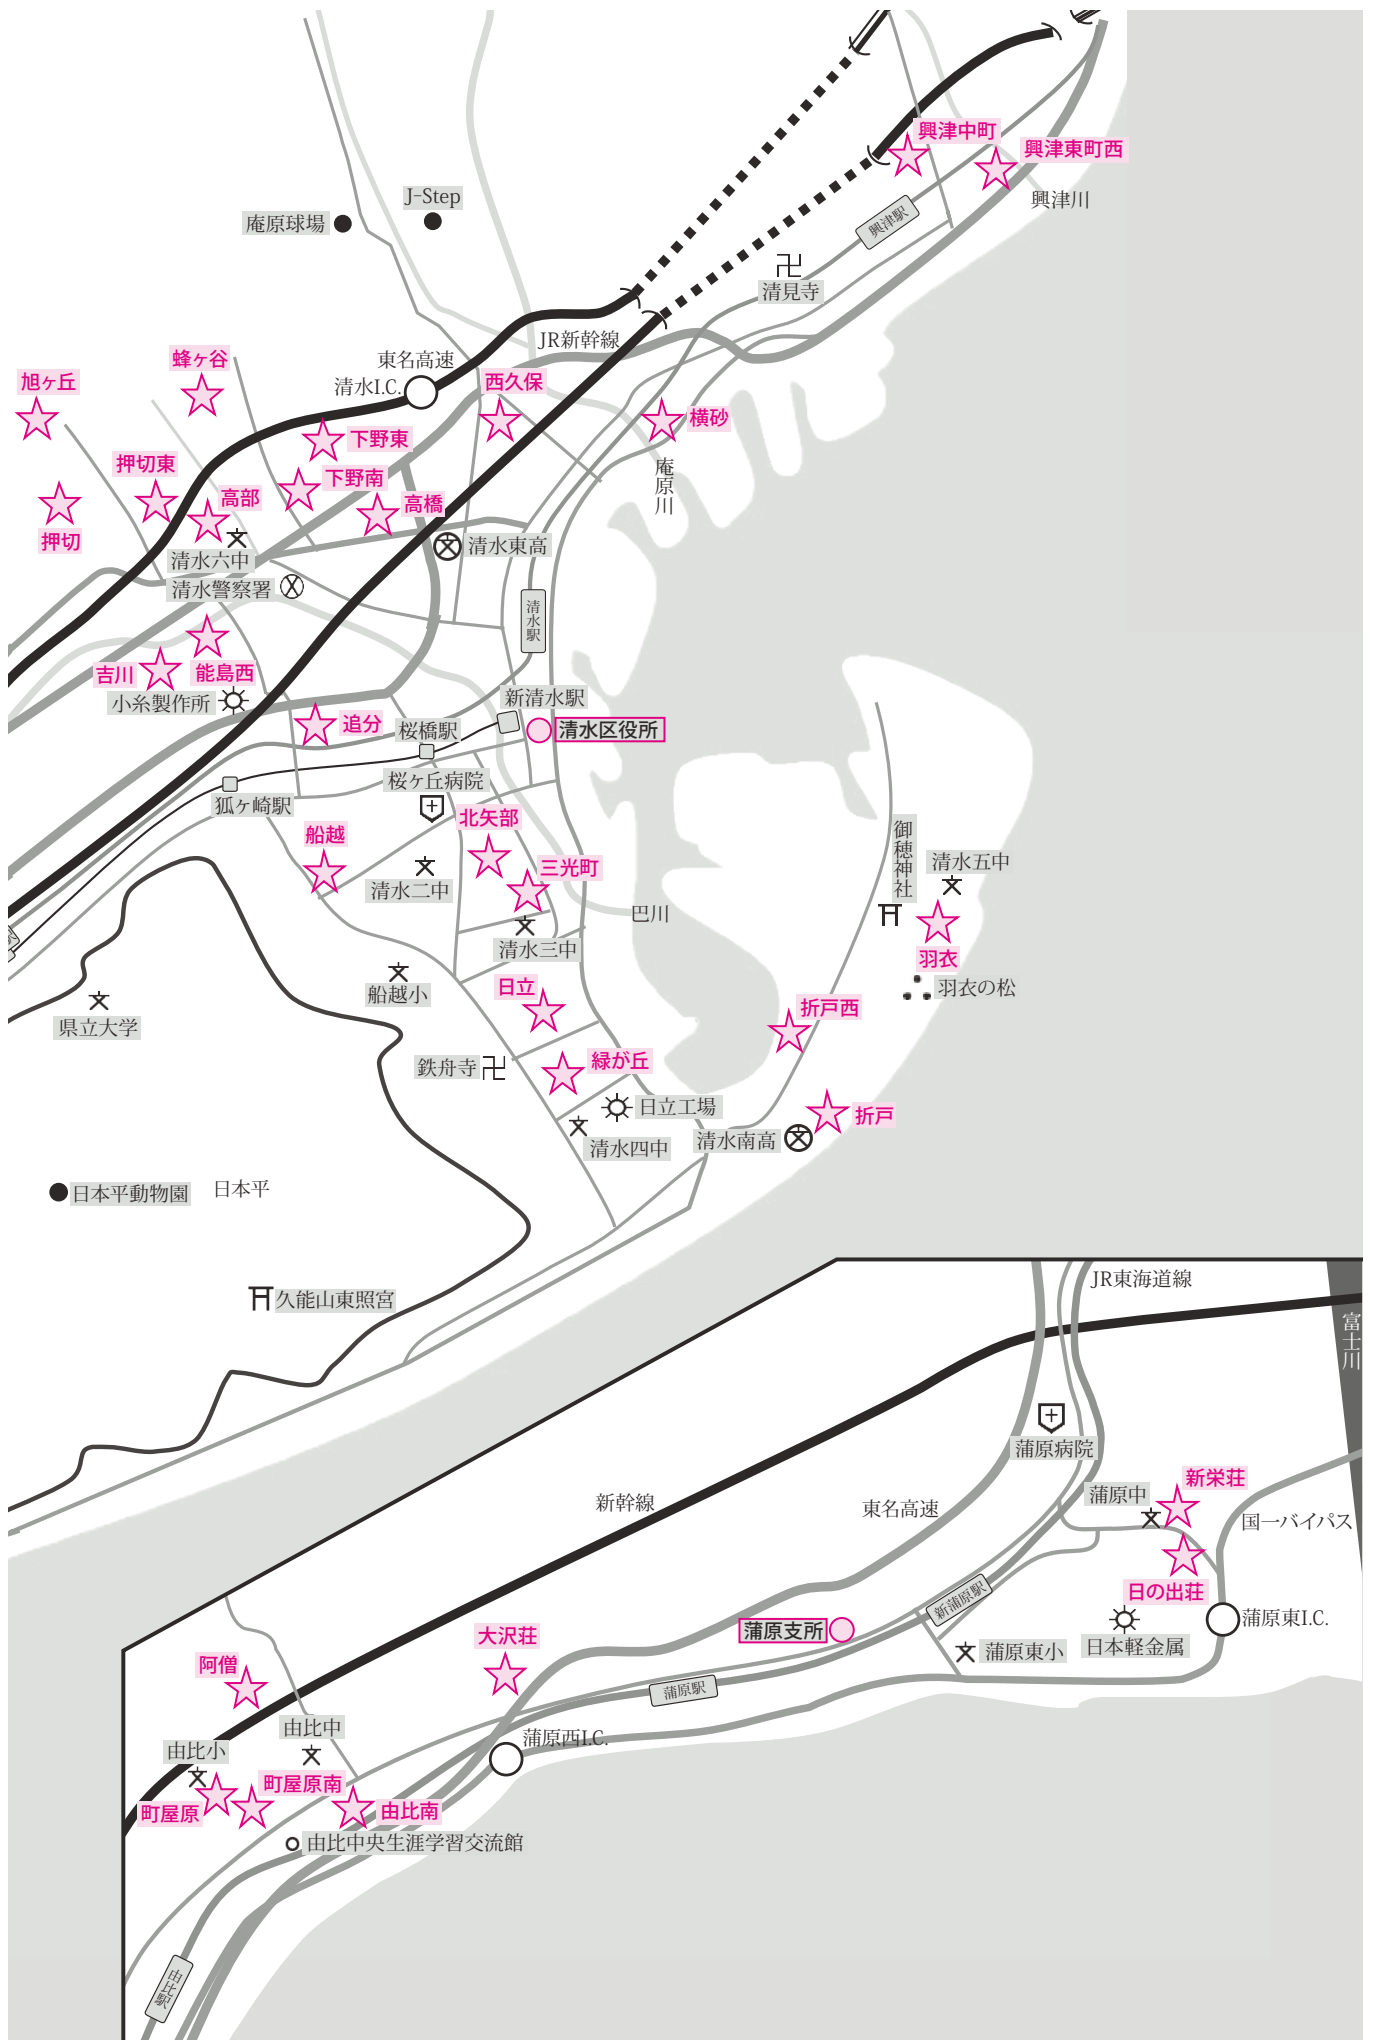 興津中町
興津東町西
J-Step
興津川
庵原球場
興津駅
清見寺
JR新幹線
東名高速
蜂ヶ谷
旭ヶ丘
清水I.C.
西久保
横砂
下野東
押切東
下野南
庵原川
高部
高橋
押切
清水東高
清水六中
清水警察署
清水駅
吉川
能島西
小糸製作所
新清水駅
追分
桜橋駅
清水区役所
桜ヶ丘病院
狐ヶ崎駅
北矢部
船越
御穂神社
三光町
清水五中
清水二中
巴川
清水三中
羽衣
日立
船越小
羽衣の松
折戸西
県立大学
鉄舟寺
緑が丘
日立工場
折戸
清水南高
清水四中
日本平動物園
日本平
久能山東照宮
JR東海道線
富士川
蒲原病院
新栄荘
蒲原中
新幹線
東名高速
国一バイパス
日の出荘
新蒲原駅
蒲原支所
蒲原東I.C.
大沢荘
日本軽金属
蒲原東小
阿僧
蒲原駅
由比中
蒲原西I.C.
由比小
町屋原南
町屋原
由比南
由比中央生涯学習交流館
由比駅